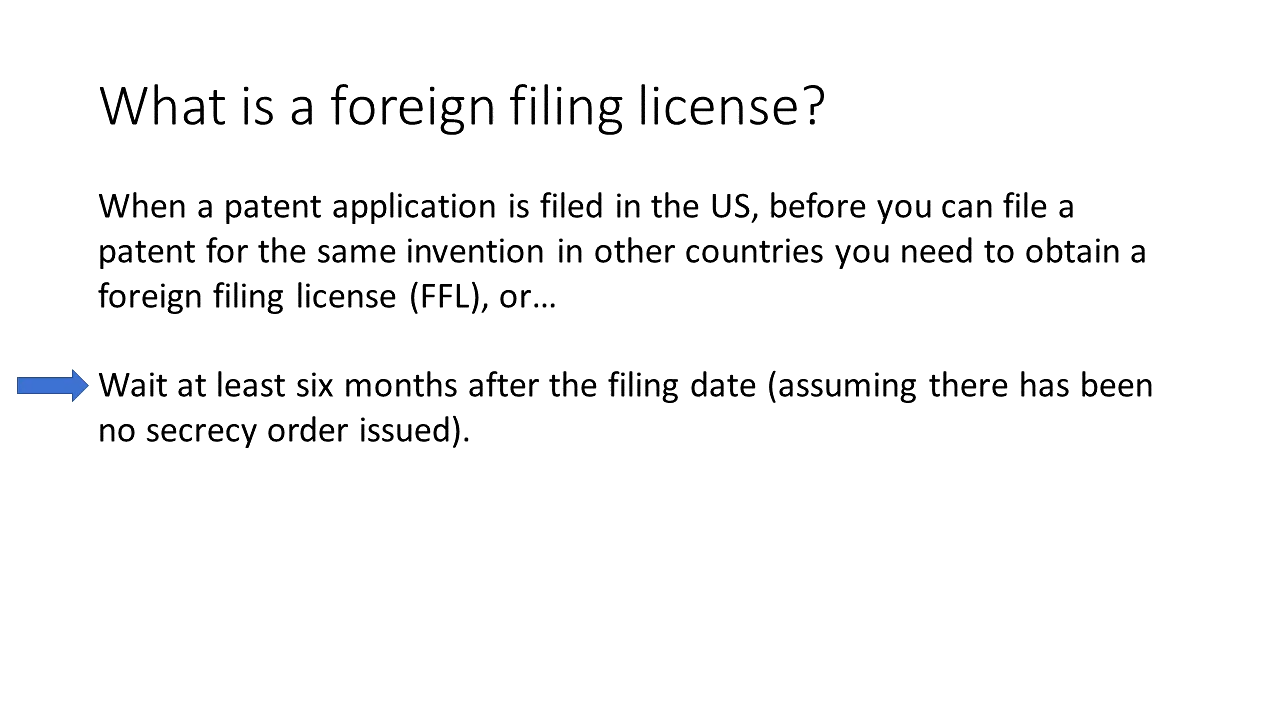 What is a foreign filing license?
When a patent application is filed in the US, before you can file a
patent for the same invention in other countries you need to obtain a
foreign filing license (FFL), or…
Wait at least six months after the filing date (assuming there has been
no secrecy order issued).